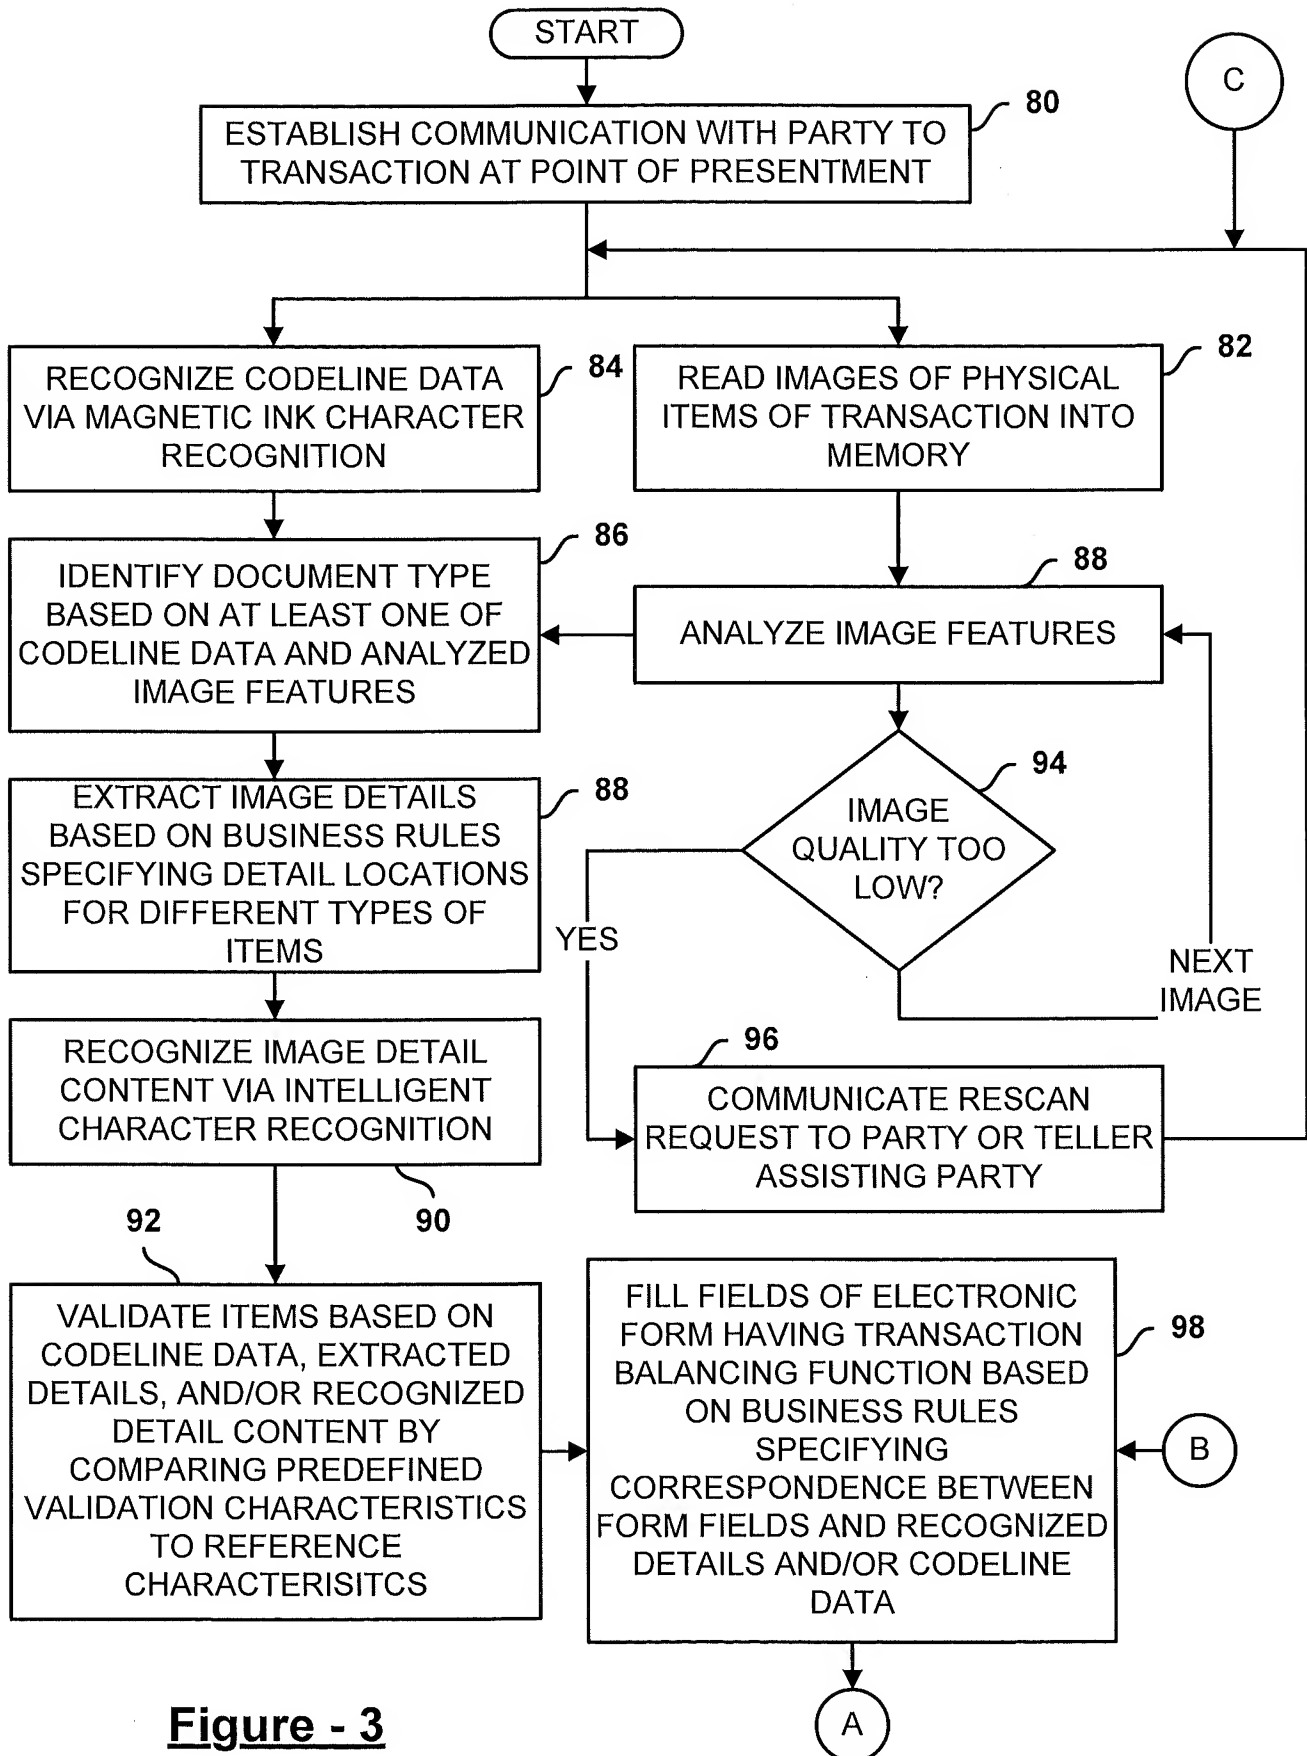 START
C
80
ESTABLISH COMMUNICATION WITH PARTY TO
TRANSACTION AT POINT OF PRESENTMENT
84
RECOGNIZE CODELINE DATA
VIA MAGNETIC INK CHARACTER
RECOGNITION
82
READ IMAGES OF PHYSICAL
ITEMS OF TRANSACTION INTO
MEMORY
86
IDENTIFY DOCUMENT TYPE
BASED ON AT LEAST ONE OF
CODELINE DATA AND ANALYZED
IMAGE FEATURES
88
ANALYZE IMAGE FEATURES
88
EXTRACT IMAGE DETAILS
BASED ON BUSINESS RULES
SPECIFYING DETAIL LOCATIONS
FOR DIFFERENT TYPES OF
ITEMS
94
IMAGE
QUALITY TOO
LOW?
YES
NEXT
IMAGE
RECOGNIZE IMAGE DETAIL
CONTENT VIA INTELLIGENT
CHARACTER RECOGNITION
90
96
COMMUNICATE RESCAN
REQUEST TO PARTY OR TELLER
ASSISTING PARTY
92
VALIDATE ITEMS BASED ON
CODELINE DATA, EXTRACTED
DETAILS, AND/OR RECOGNIZED
DETAIL CONTENT BY
COMPARING PREDEFINED
VALIDATION CHARACTERISTICS
TO REFERENCE
CHARACTERISITCS
98
FILL FIELDS OF ELECTRONIC
FORM HAVING TRANSACTION
BALANCING FUNCTION BASED
ON BUSINESS RULES
SPECIFYING
CORRESPONDENCE BETWEEN
FORM FIELDS AND RECOGNIZED
DETAILS AND/OR CODELINE
DATA
B
A
Figure - 3